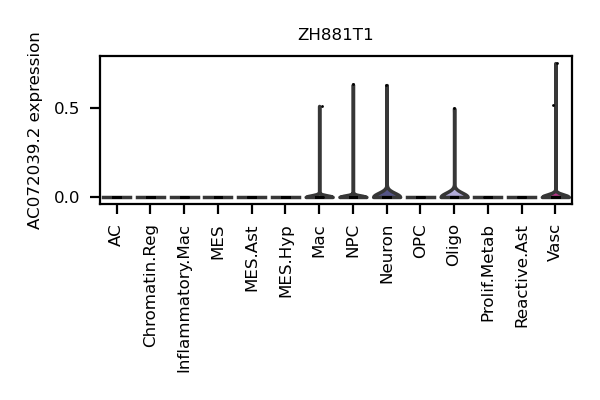 ZH881T1
AC072039.2 expression
0.5
0.0
AC
Chromatin.Reg
Inflammatory.Mac
MES
MES.Ast
MES.Hyp
Mac
NPC
Neuron
OPC
Oligo
Prolif.Metab
Reactive.Ast
Vasc